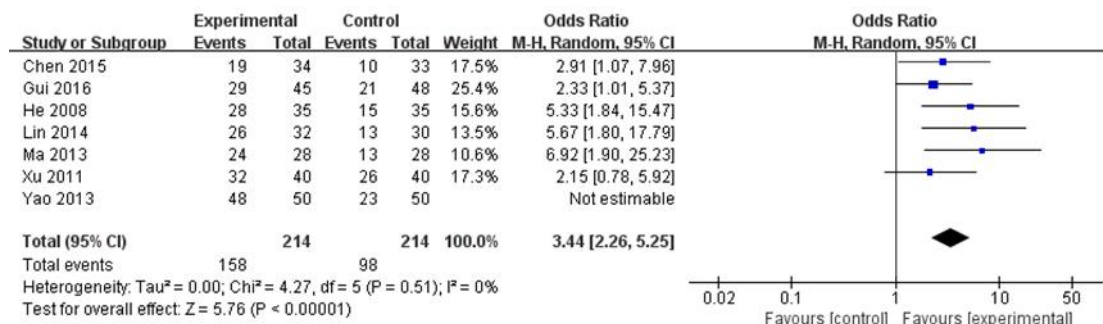 Experimental Control Odds Ratio Odds Ratio
Study or Subgroup Events Total Events Total Weight M-H, Random, 95% CI M-H, Random, 95% CI
Chen 2015 19 34 10 33 17.5% 2.91 [1.07, 7.96]
Gui 2016 29 45 21 48 25.4% 2.33 [1.01, 5.37]
He 2008 28 35 15 35 15.6% 5.33 [1.84, 15.47]
Lin 2014 26 32 13 30 13.5% 5.67 [1.80, 17.79]
Ma 2013 24 28 13 28 10.6% 6.92 [1.90, 25.23]
Xu 2011 32 40 26 40 17.3% 2.15 [0.78, 5.92]
Yao 2013 48 50 23 50 Not estimable
Total (95% CI) 214 214 100.0% 3.44 [2.26, 5.25]
Total events 158 98
Heterogeneity: Tau² = 0.00; Chi² = 4.27, df = 5 (P = 0.51); I² = 0%
Test for overall effect: Z = 5.76 (P < 0.00001)
0.02 0.1 1 10 50
Favours [control] Favours [experimental]